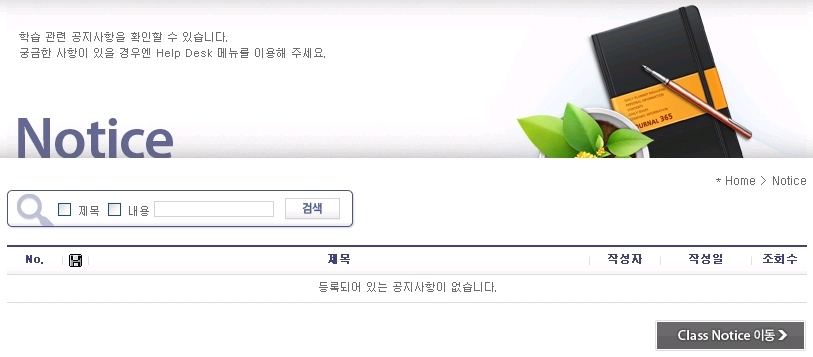 학습 관련 공지사항을 확인할 수 있습니다.
궁금한 사항이 있을 경우엔 Help Desk 메뉴를 이용해 주세요.
JOURNAL 365
Notice
* Home > Notice
제목 내용 검색
No. 제목 작성자 작성일 조회수
등록되어 있는 공지사항이 없습니다.
Class Notice 이동